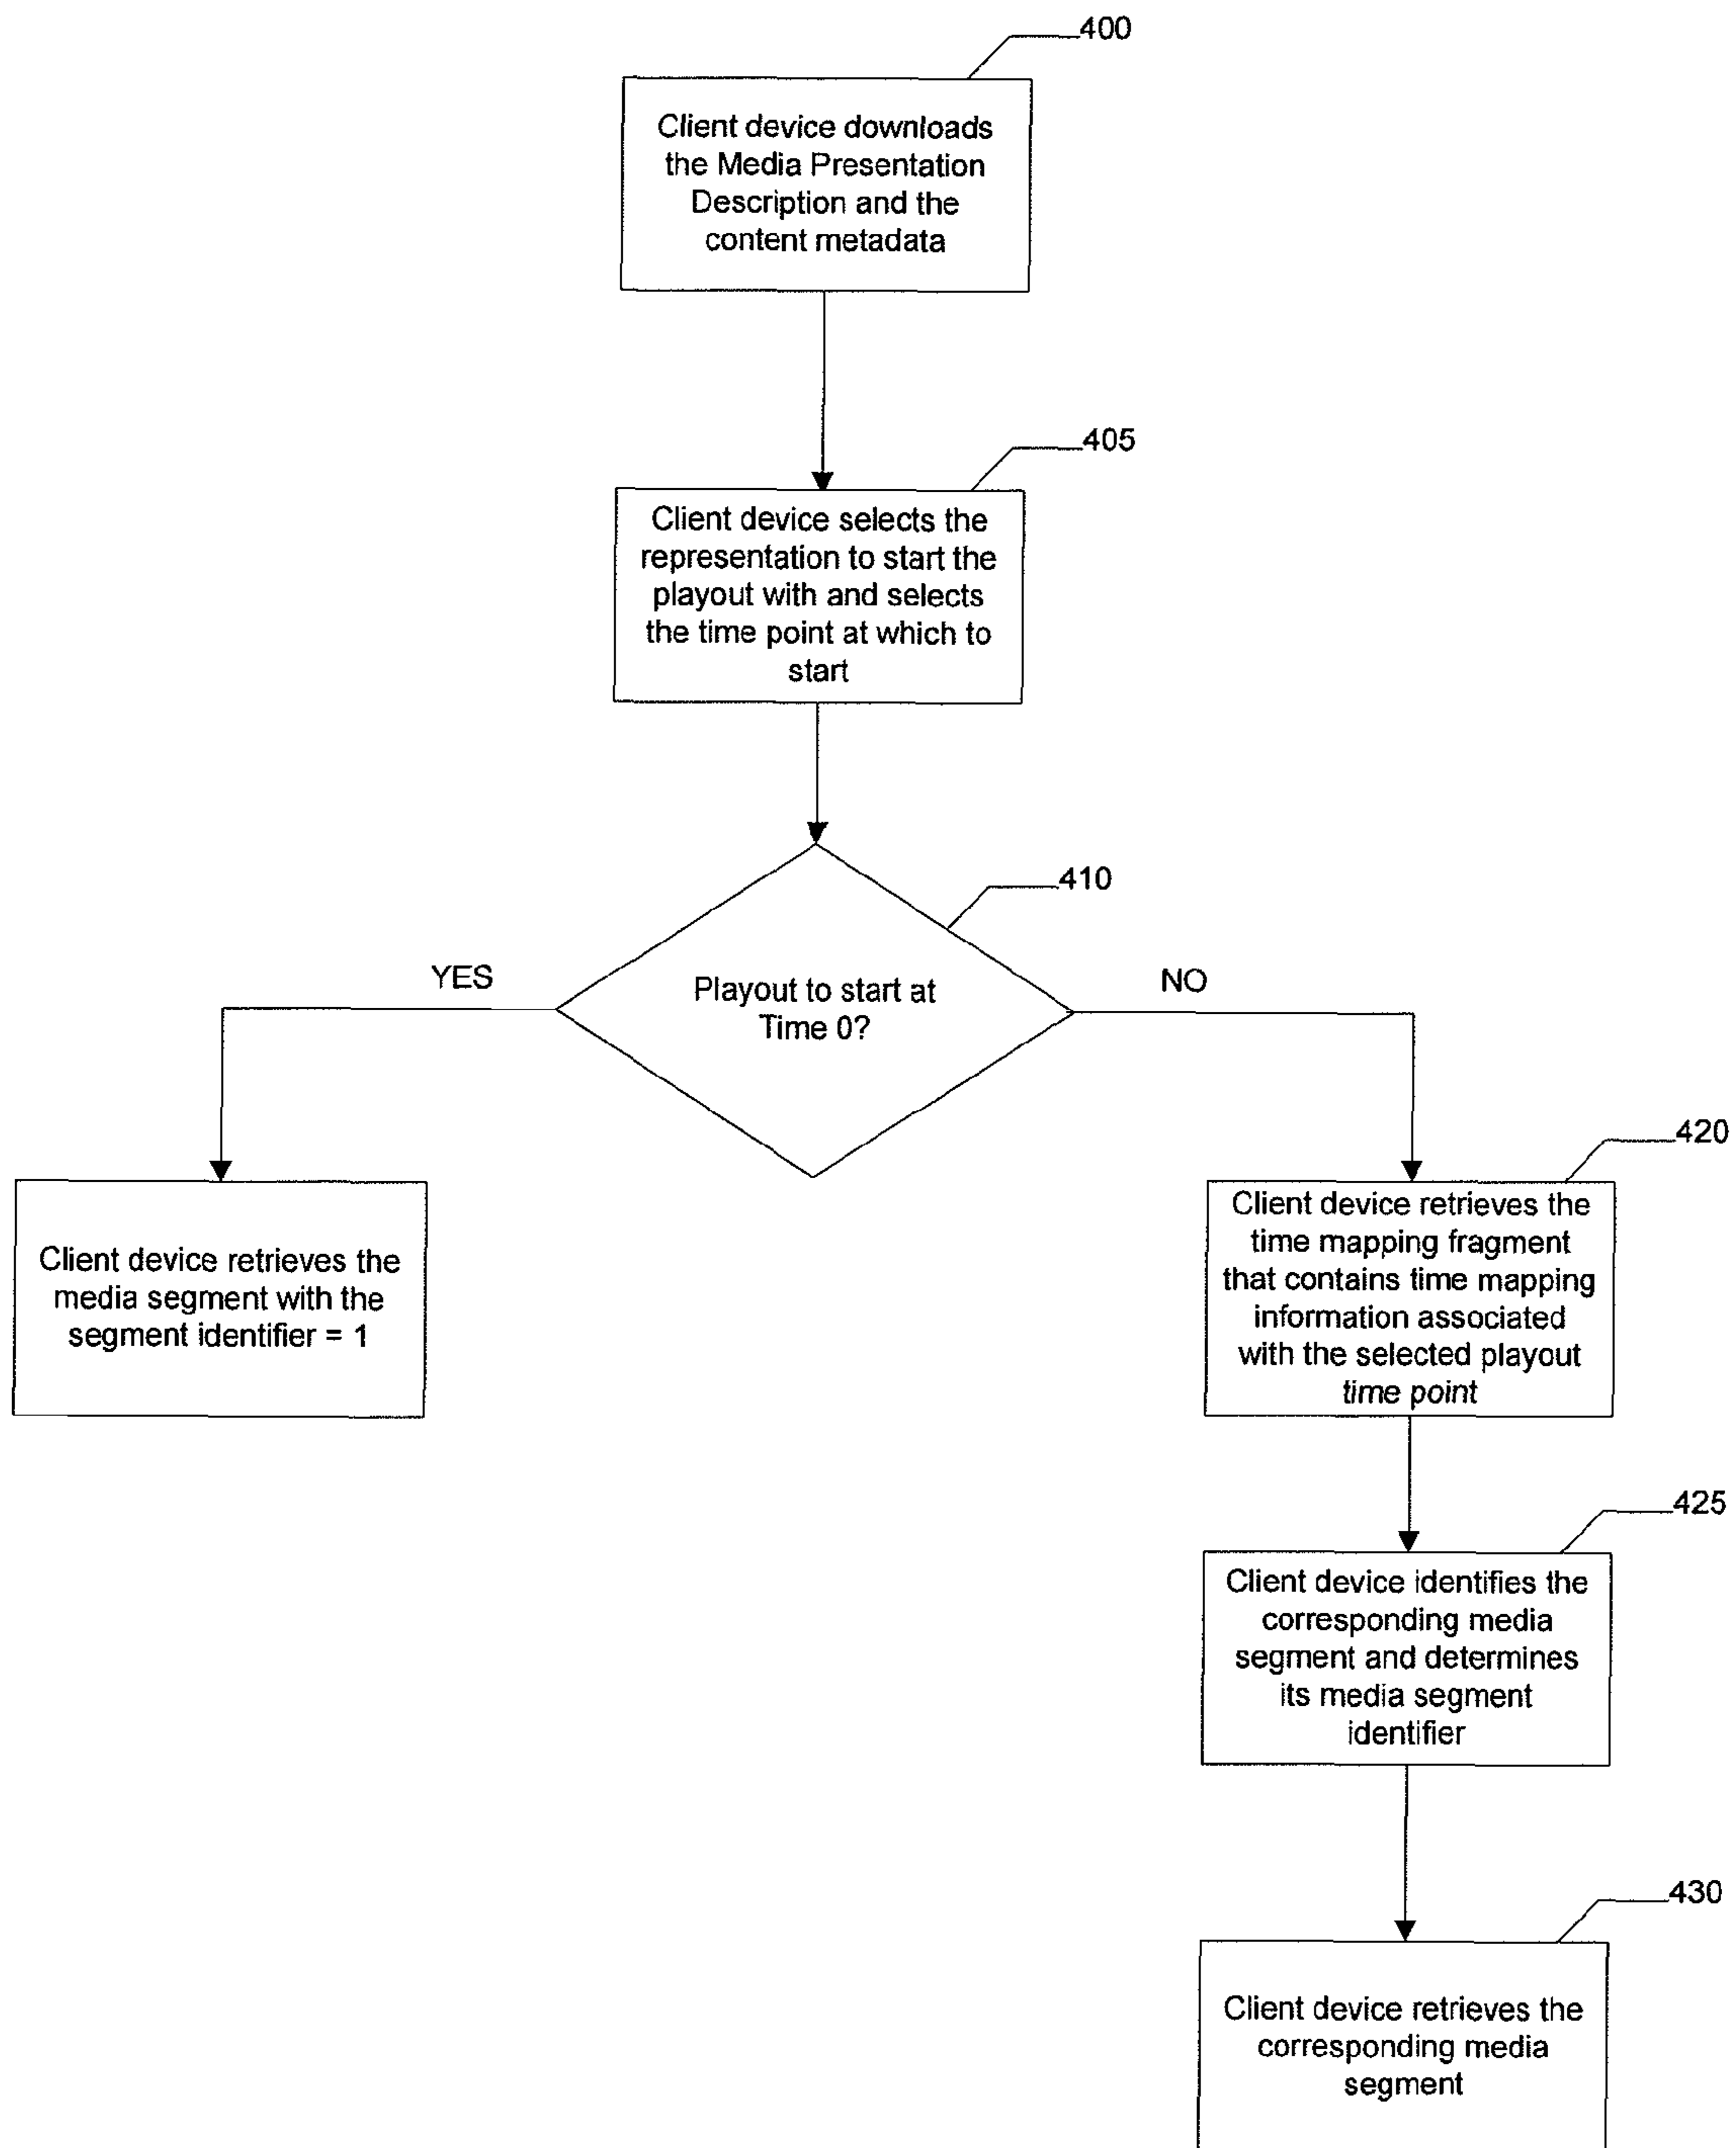 400
Client device downloads
the Media Presentation
Description and the
content metadata
405
Client device selects the
representation to start the
playout with and selects
the time point at which to
start
410
YES
NO
Playout to start at
Time 0?
Client device retrieves the
media segment with the
segment identifier = 1
420
Client device retrieves the
time mapping fragment
that contains time mapping
information associated
with the selected playout
time point
425
Client device identifies the
corresponding media
segment and determines
its media segment
identifier
430
Client device retrieves the
corresponding media
segment